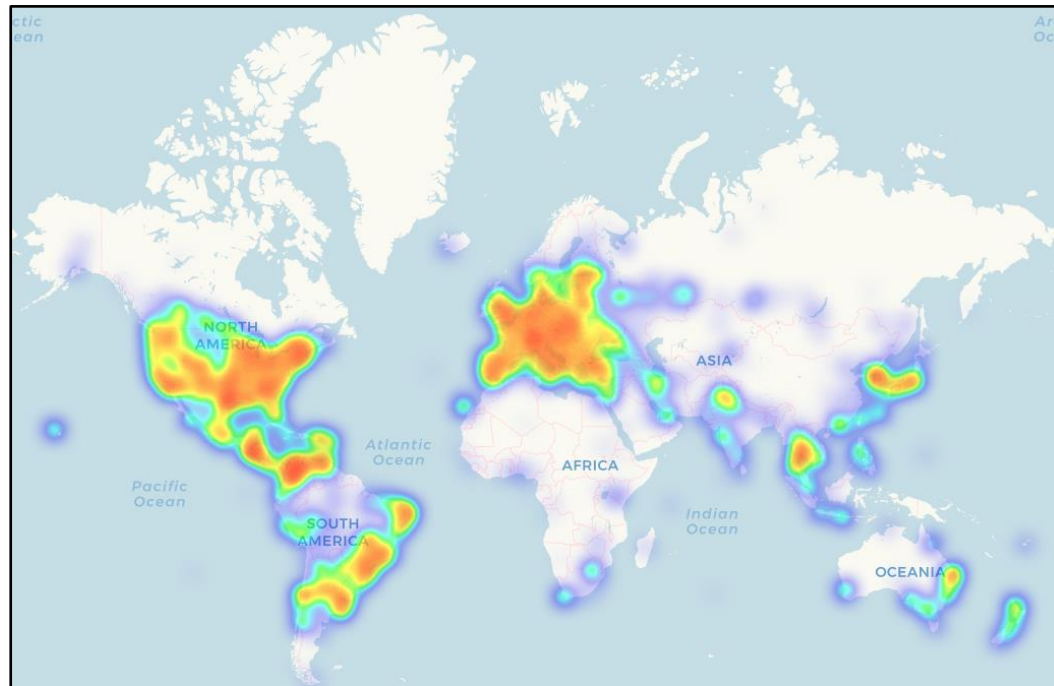 ctic
ean
Ar
Oc
NORTH
AMERICA
ASIA
Atlantic
Ocean
AFRICA
Pacific
Ocean
Indian
Ocean
SOUTH
AMERICA
OCEANIA